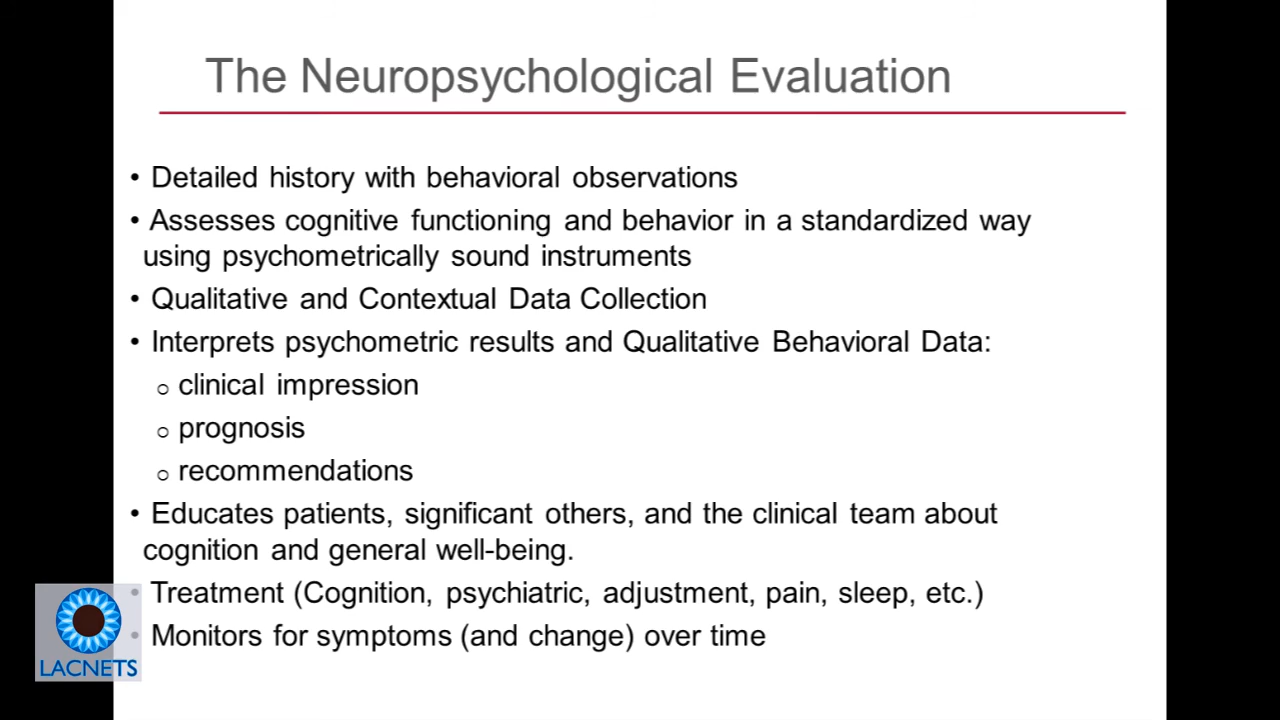 The Neuropsychological Evaluation
• Detailed history with behavioral observations
• Assesses cognitive functioning and behavior in a standardized way
using psychometrically sound instruments
• Qualitative and Contextual Data Collection
• Interprets psychometric results and Qualitative Behavioral Data:
o clinical impression
o prognosis
o recommendations
• Educates patients, significant others, and the clinical team about
cognition and general well-being.
• Treatment (Cognition, psychiatric, adjustment, pain, sleep, etc.)
• Monitors for symptoms (and change) over time
LACNETS